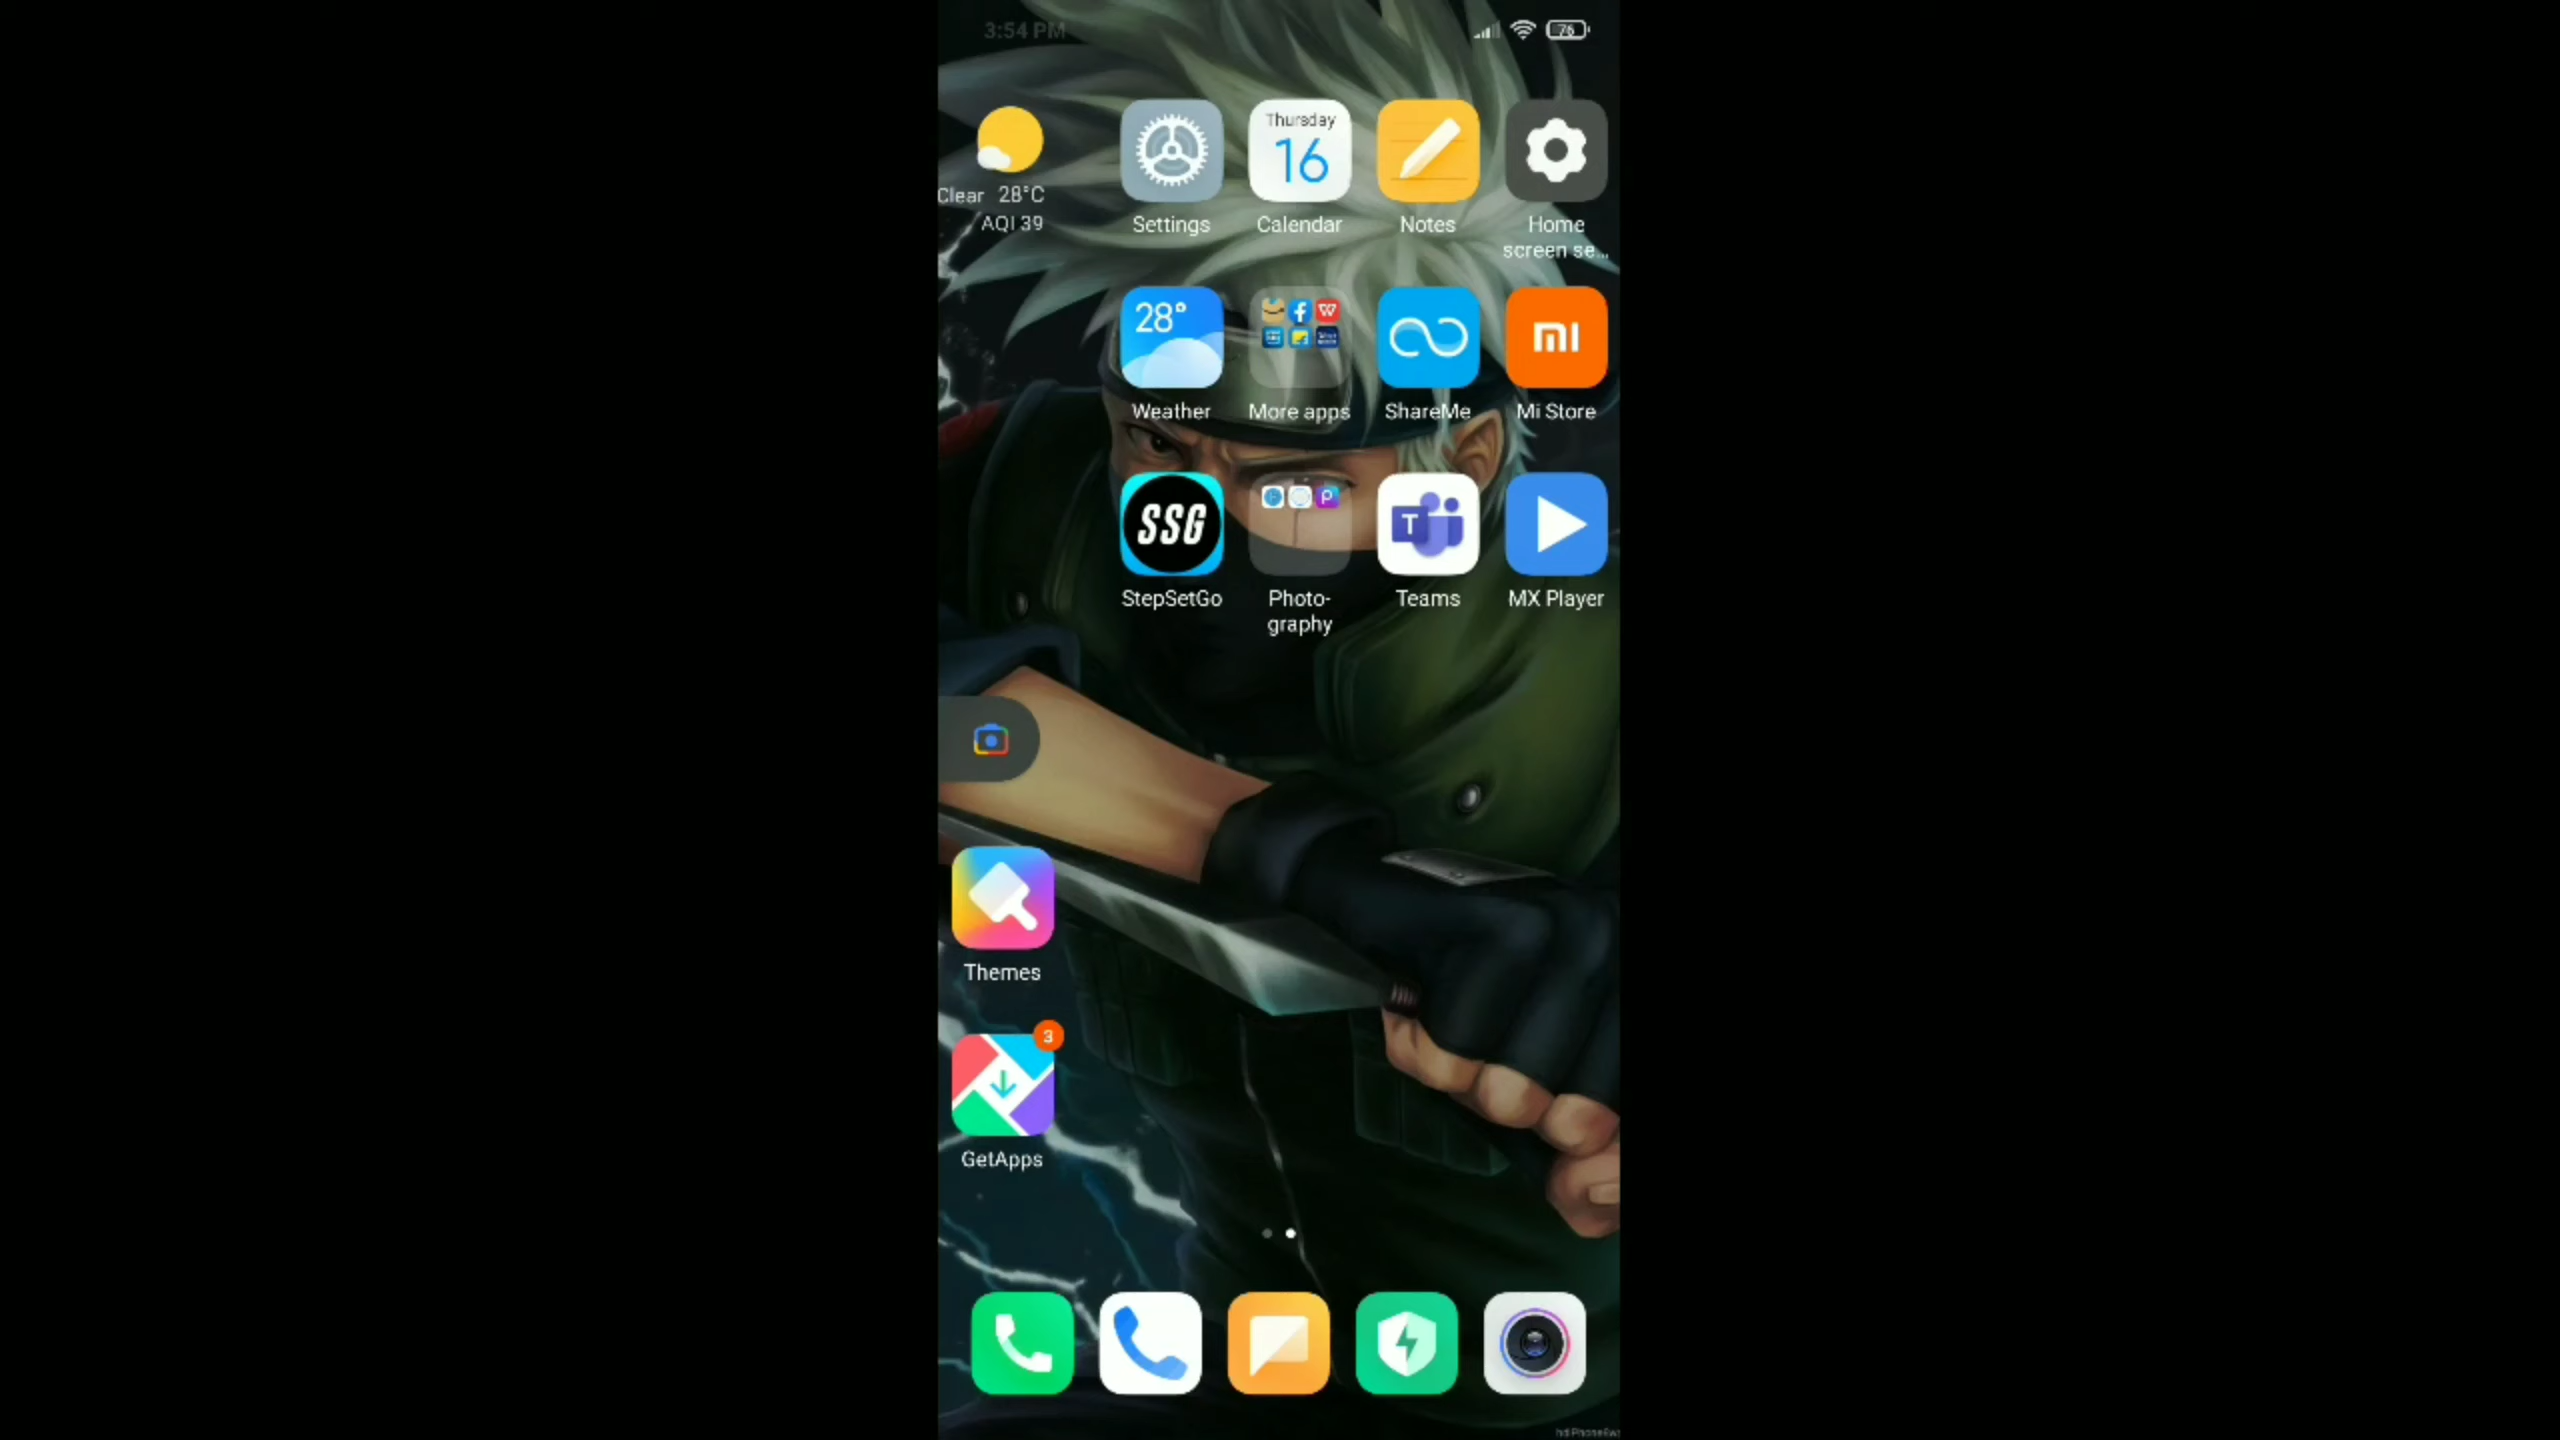 3:54 PM
76
Clear 28°C
AQI 39
Settings
Thursday
16
Calendar
Notes
Home
screen se...
28°
Weather
More apps
ShareMe
mi
Mi Store
SSG
StepSetGo
Photo-
graphy
T
Teams
MX Player
Themes
3
GetApps